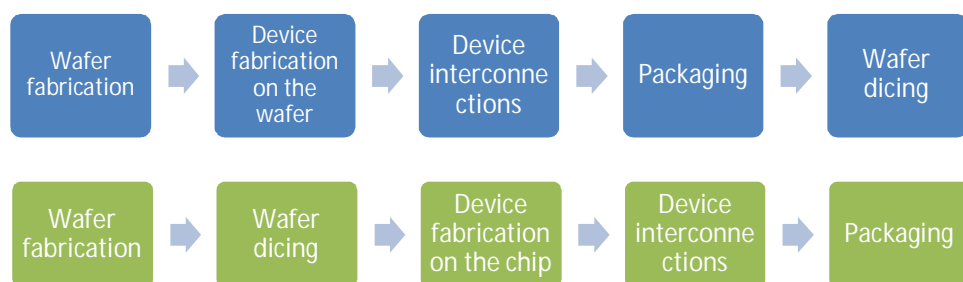 Wafer
fabrication
Device
fabrication
on the
wafer
Device
interconne
ctions
Packaging
Wafer
dicing
Wafer
fabrication
Wafer
dicing
Device
fabrication
on the chip
Device
interconne
ctions
Packaging